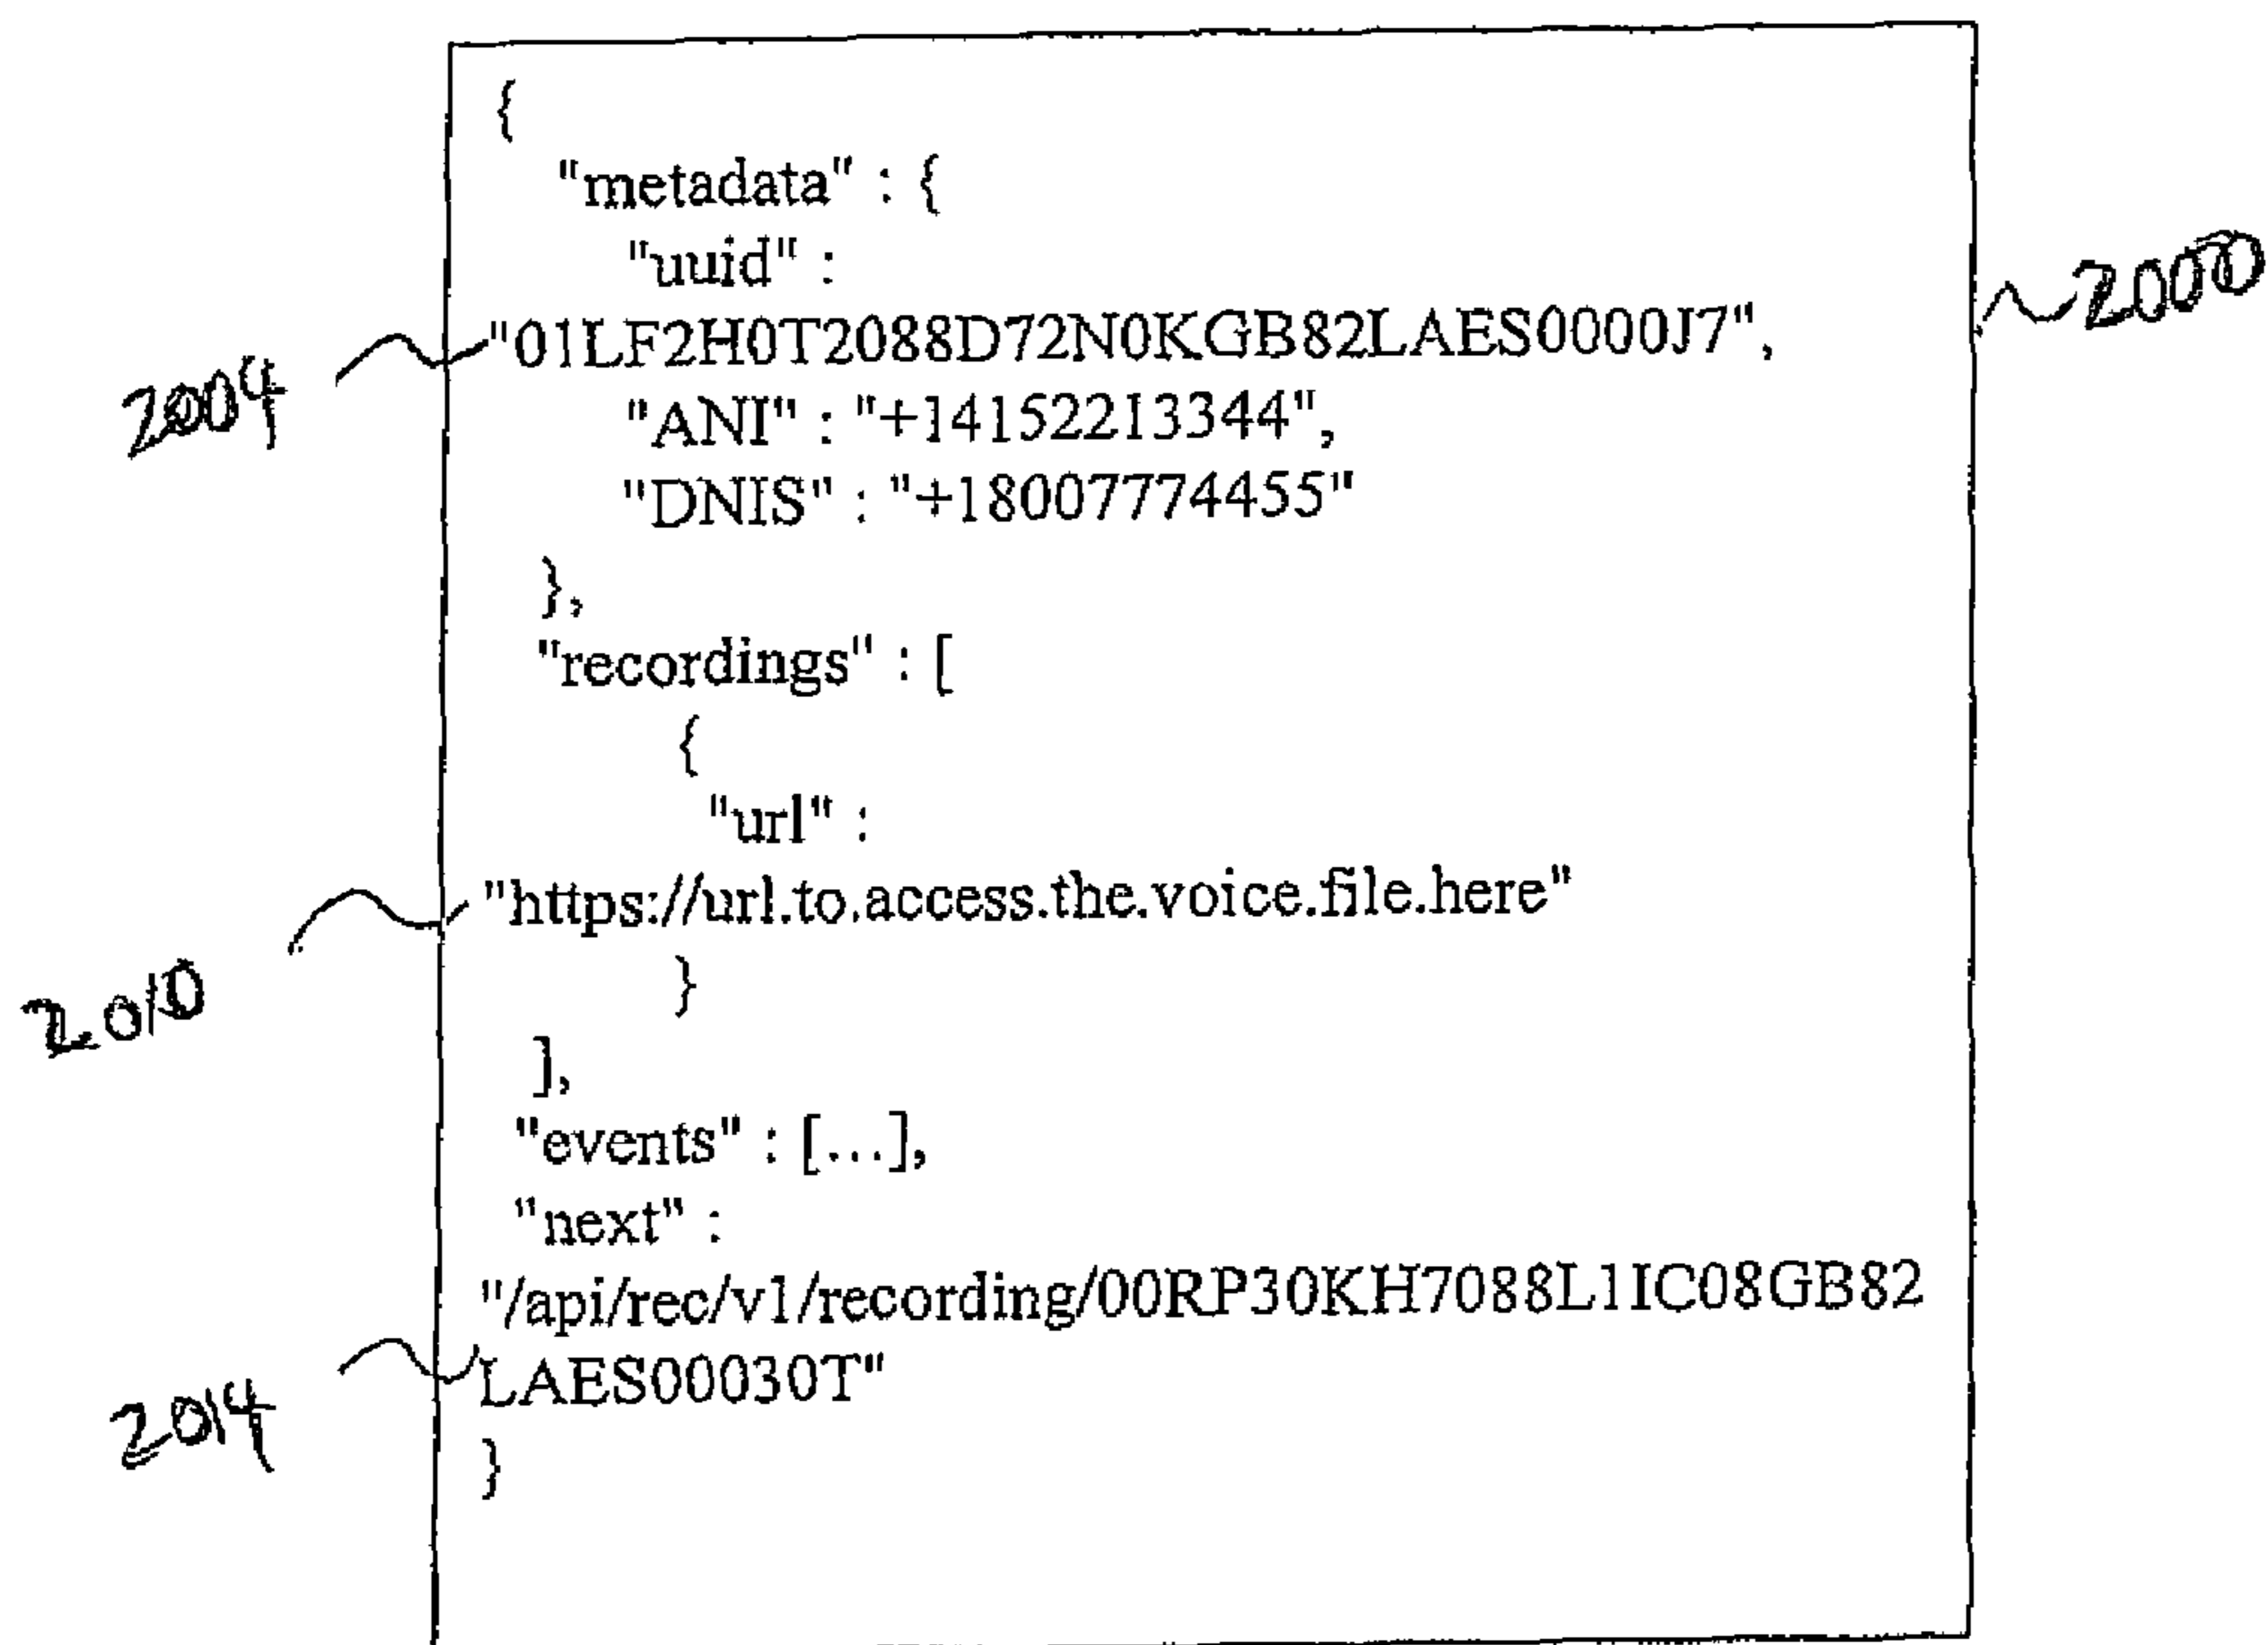 {
"metadata" : {
"uuid" :
"01LF2H0T2088D72N0KGB82LAES0000J7",
2004
2000
"ANI" : "+14152213344",
"DNIS" : "+18007774455"
},
"recordings" : [
{
"url" :
"https://url.to.access.the.voice.file.here"
2010
}
],
"events" : [...],
"next" :
"/api/rec/v1/recording/00RP30KH7088L1IC08GB82
LAES00030T"
2014
}